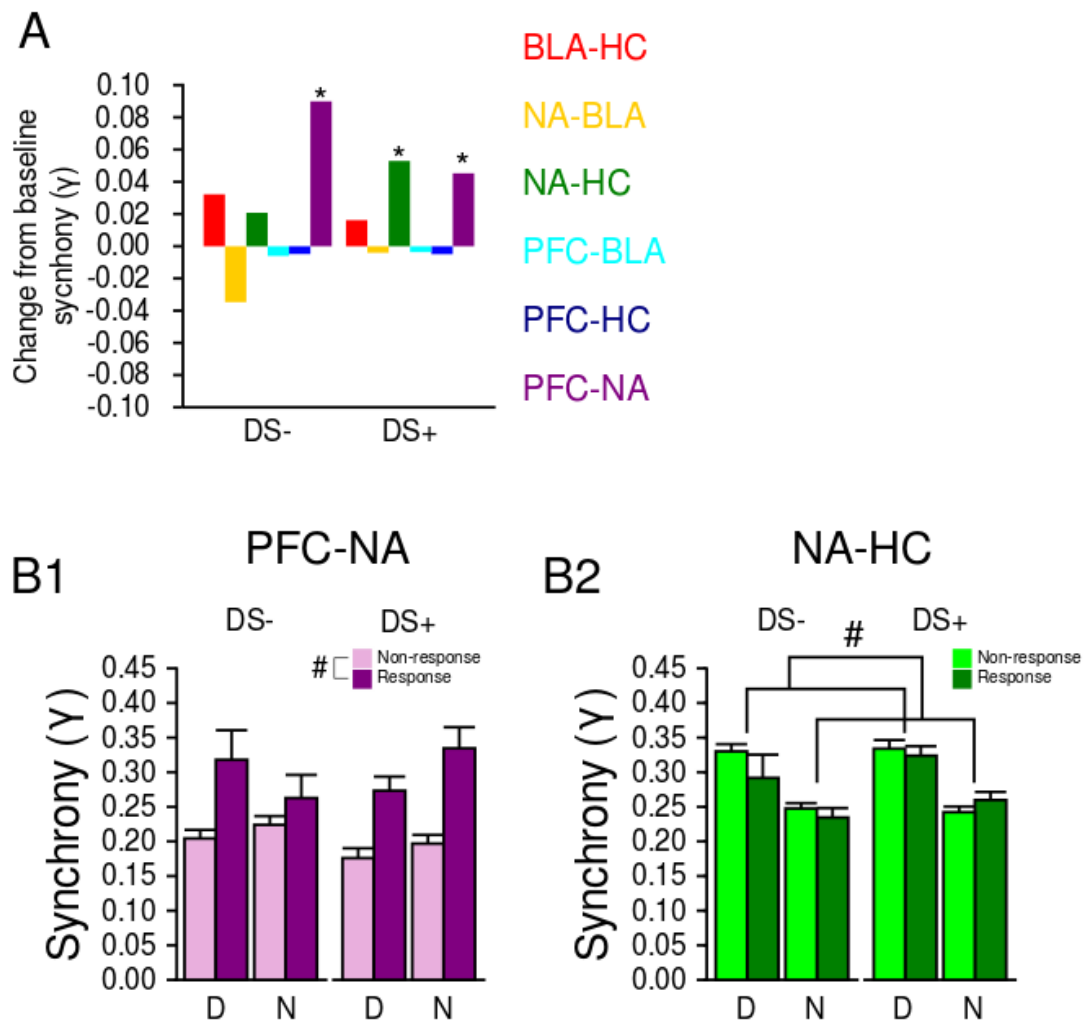 A
BLA-HC
NA-BLA
NA-HC
PFC-BLA
PFC-HC
PFC-NA
Change from baseline
sycnhony (γ)
0.10
0.08
0.06
0.04
0.02
0.00
-0.02
-0.04
-0.06
-0.08
-0.10
*
*
*
DS-
DS+
B1
PFC-NA
DS-
DS+
#
Non-response
Response
Synchrony (γ)
0.45
0.40
0.35
0.30
0.25
0.20
0.15
0.10
0.05
0.00
D
N
D
N
B2
NA-HC
DS-
DS+
#
Non-response
Response
Synchrony (γ)
0.45
0.40
0.35
0.30
0.25
0.20
0.15
0.10
0.05
0.00
D
N
D
N